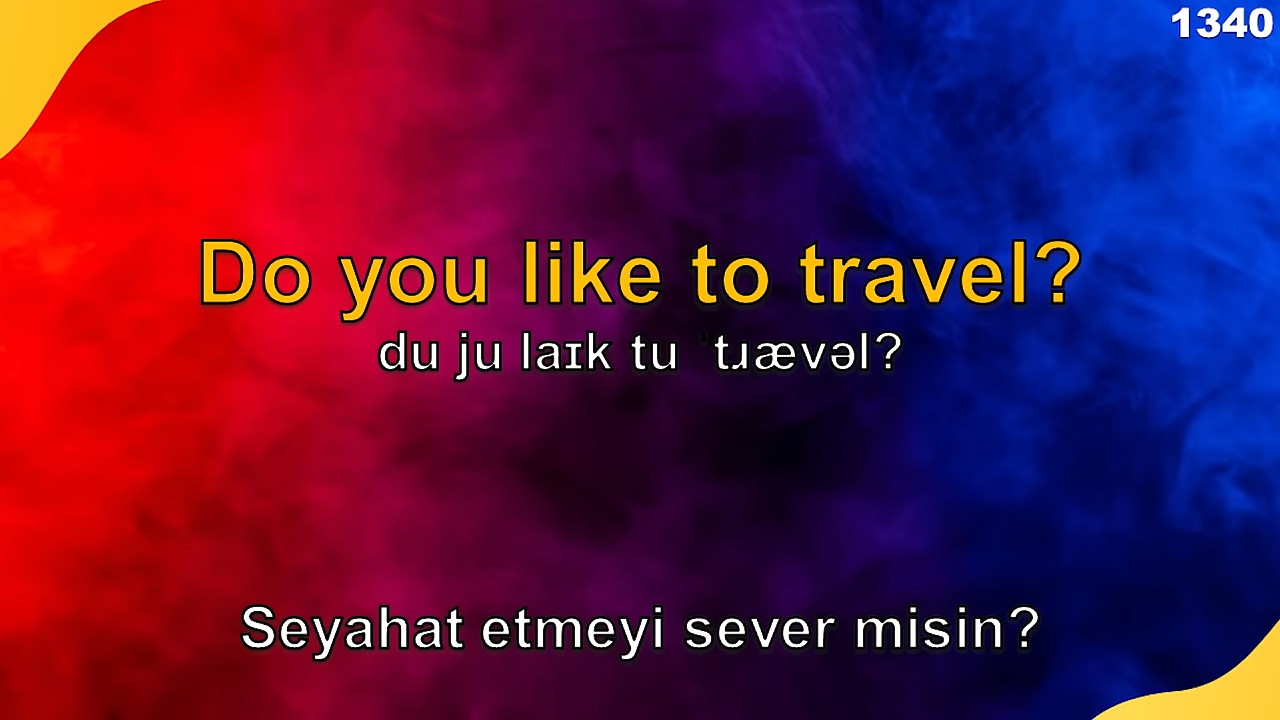 1340
Do you like to travel?
du ju laɪk tu ˈtɹævəl?
Seyahat etmeyi sever misin?